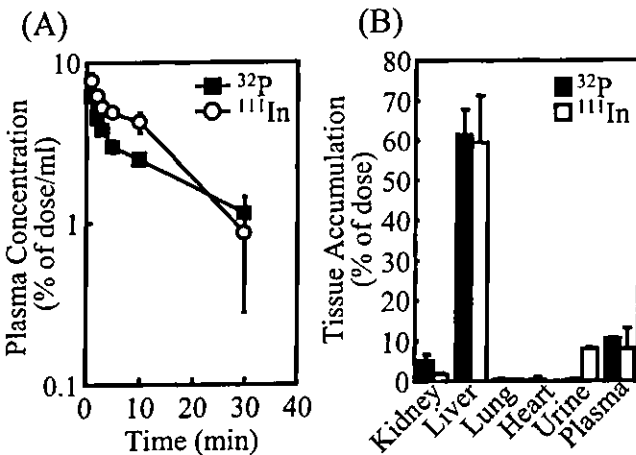 (A)
10
1
0.1
Plasma Concentration
(% of dose/ml)
³²P
¹¹¹In
0 10 20 30 40
Time (min)
(B)
80
70
60
50
40
30
20
10
0
Tissue Accumulation
(% of dose)
³²P
¹¹¹In
Kidney
Liver
Lung
Heart
Urine
Plasma